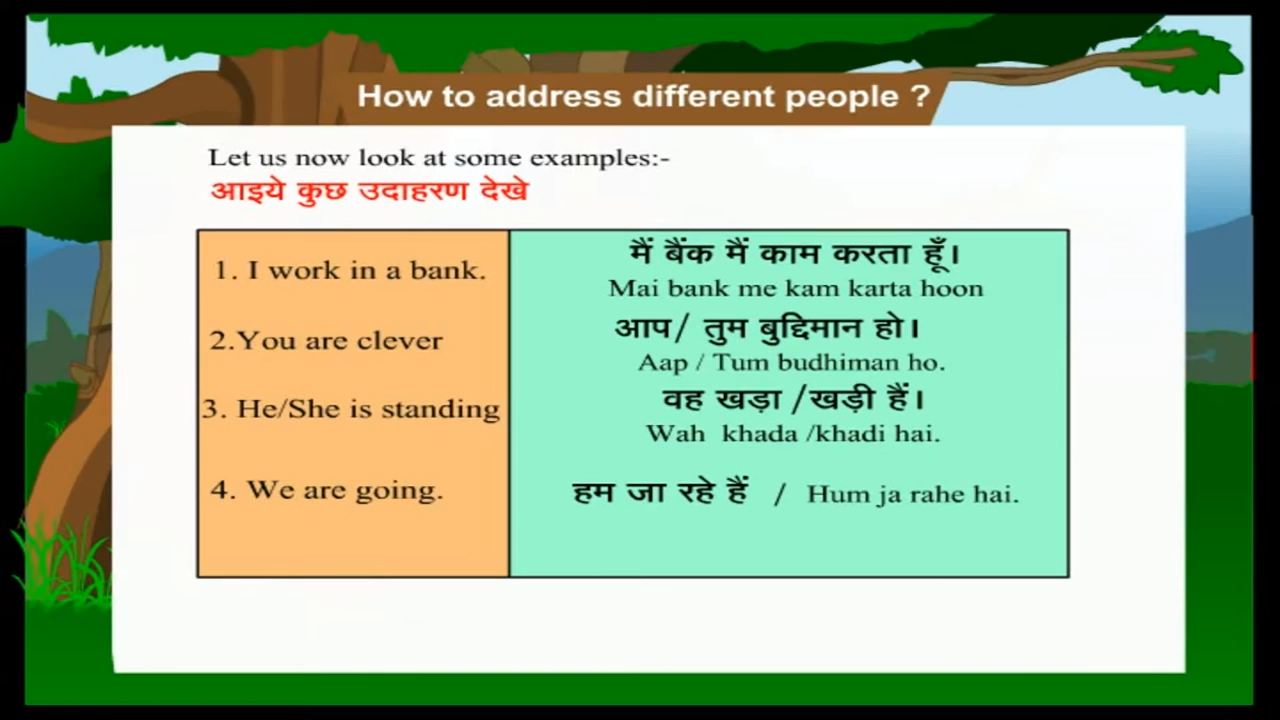 How to address different people ?
Let us now look at some examples:-
आइये कुछ उदाहरण देखे
1. I work in a bank.
मैं बैंक मैं काम करता हूँ।
Mai bank me kam karta hoon
2.You are clever
आप/ तुम बुद्दिमान हो।
Aap / Tum budhiman ho.
3. He/She is standing
वह खड़ा /खड़ी हैं।
Wah khada /khadi hai.
4. We are going.
हम जा रहे हैं / Hum ja rahe hai.